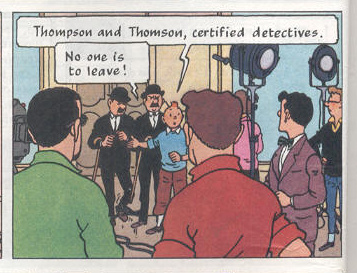 Thompson and Thomson, certified detectives.
No one is
to leave!